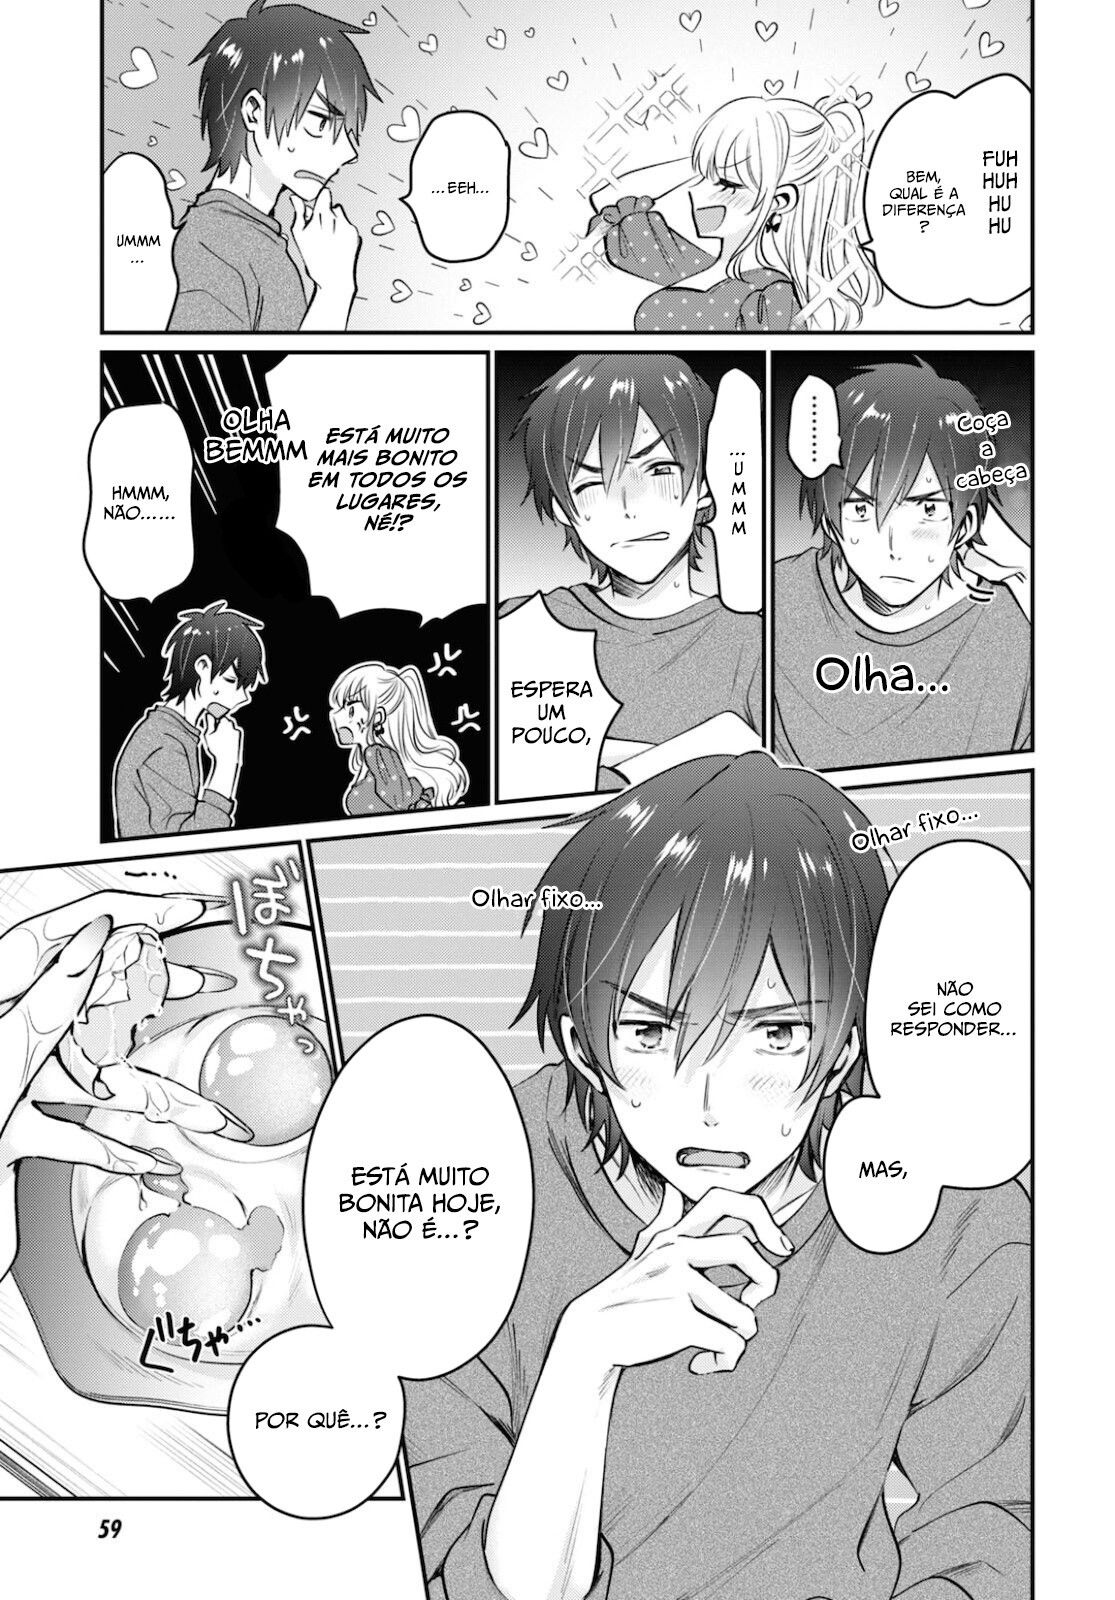 FUH
HUH
HU
HU
BEM,
QUAL É A
DIFERENÇA
?
...EEH...
UMMM
...
Coça
a
cabeça
Olha...
...UMMM
ESPERA
UM
POUCO,
ESTÁ MUITO
MAIS BONITO
EM TODOS OS
LUGARES,
NÉ!?
OLHA
BEMMM
HMMM,
NÃO......
Olhar fixo...
Olhar fixo...
NÃO
SEI COMO
RESPONDER...
MAS,
ESTÁ MUITO
BONITA HOJE,
NÃO É...?
POR QUÊ...?
ぼちゃ
ぐちゃ…
59